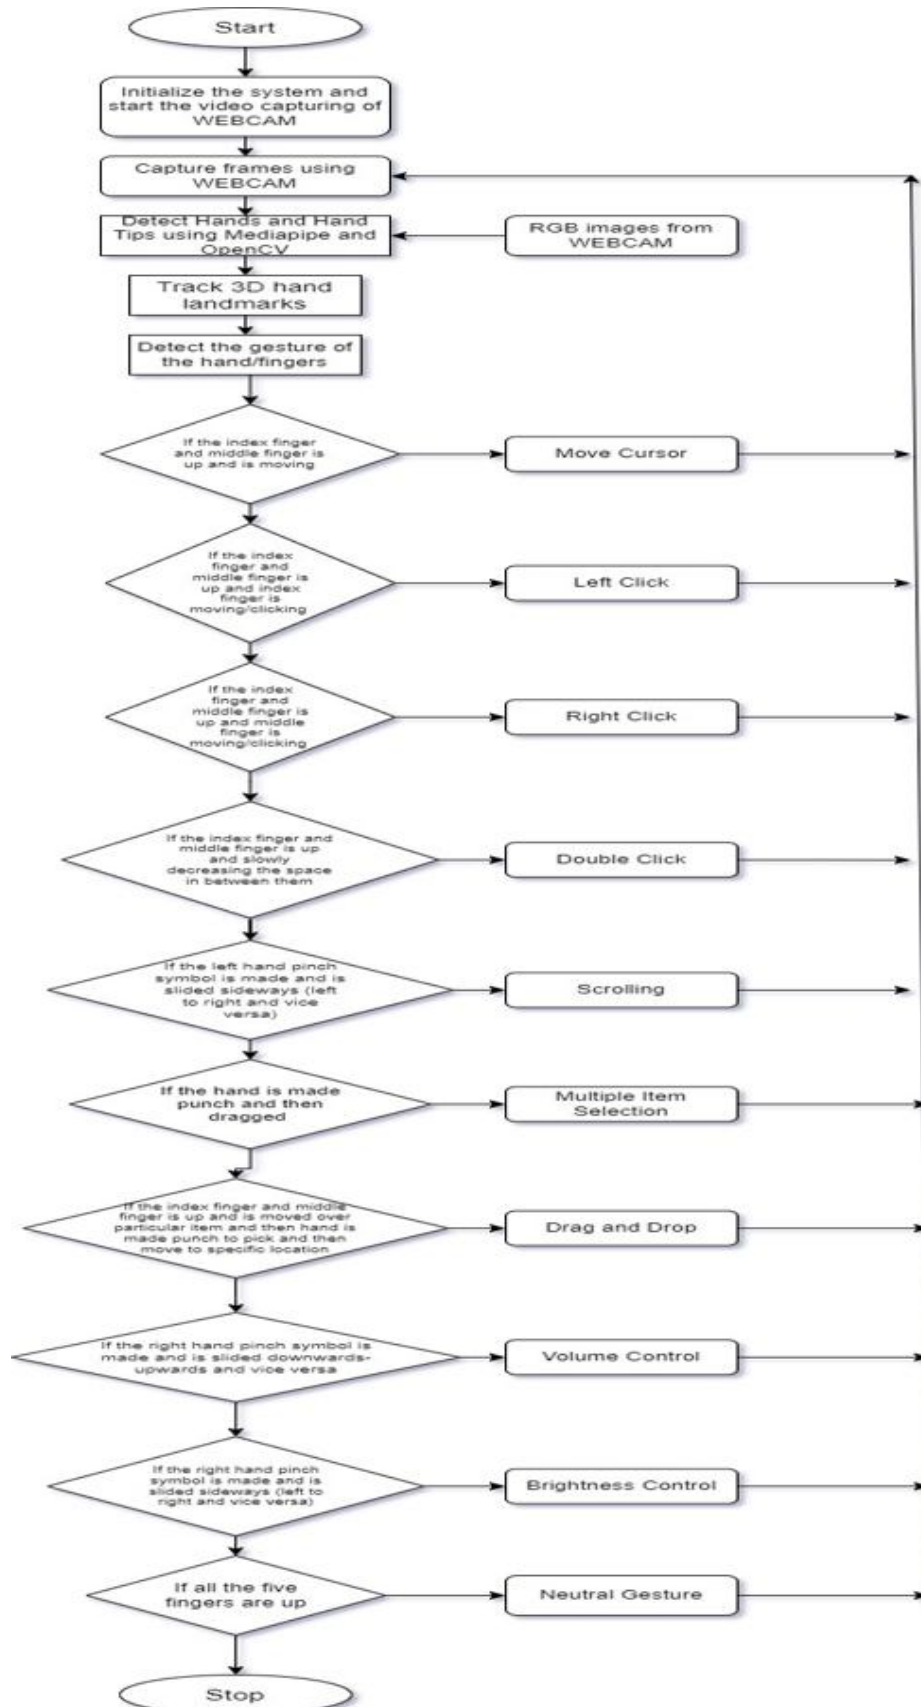 Start
Initialize the system and
start the video capturing of
WEBCAM
Capture frames using
WEBCAM
Detect Hands and Hand
Tips using Mediapipe and
OpenCV
RGB images from
WEBCAM
Track 3D hand
landmarks
Detect the gesture of
the hand/fingers
If the index finger
and middle finger is
up and is moving
Move Cursor
If the index
finger and
middle finger is
up and index
finger is
moving/clicking
Left Click
If the index
finger and
middle finger is
up and middle
finger is
moving/clicking
Right Click
If the index finger and
middle finger is up
and slowly
decreasing the space
in between them
Double Click
If the left hand pinch
symbol is made and is
slided sideways (left
to right and vice
versa)
Scrolling
If the hand is made
punch and then
dragged
Multiple Item
Selection
If the index finger and middle
finger is up and is moved over
particular item and then hand is
made punch to pick and then
move to specific location
Drag and Drop
If the right hand pinch symbol is
made and is slided downwards-
upwards and vice versa
Volume Control
If the right hand pinch
symbol is made and is
slided sideways (left to
right and vice versa)
Brightness Control
If all the five
fingers are up
Neutral Gesture
Stop